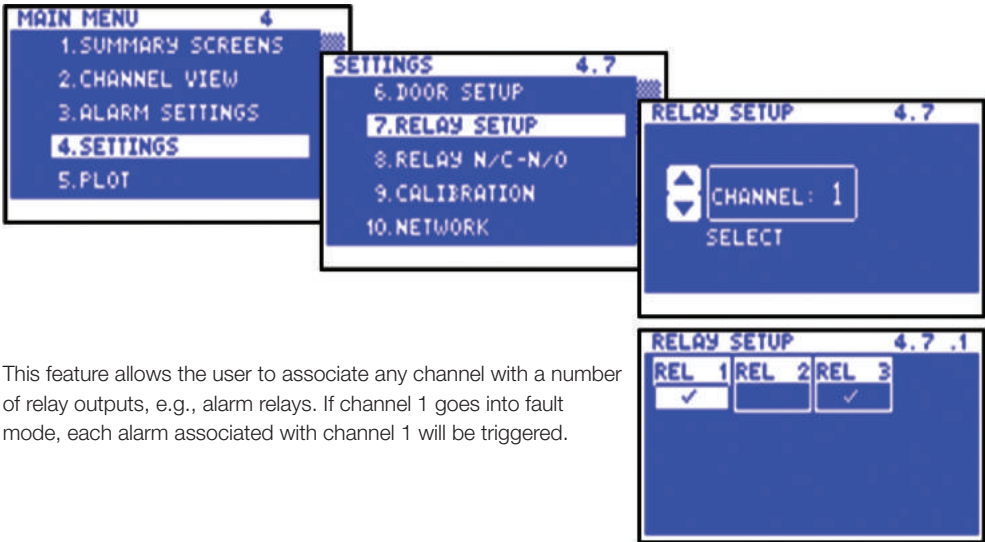 MAIN MENU 4
1.SUMMARY SCREENS
2.CHANNEL VIEW
3.ALARM SETTINGS
4.SETTINGS
5.PLOT
SETTINGS 4.7
6.DOOR SETUP
7.RELAY SETUP
8.RELAY N/C-N/O
9.CALIBRATION
10.NETWORK
RELAY SETUP 4.7
CHANNEL: 1
SELECT
This feature allows the user to associate any channel with a number
of relay outputs, e.g., alarm relays. If channel 1 goes into fault
mode, each alarm associated with channel 1 will be triggered.
RELAY SETUP 4.7 .1
REL 1 REL 2 REL 3
✓ ✓